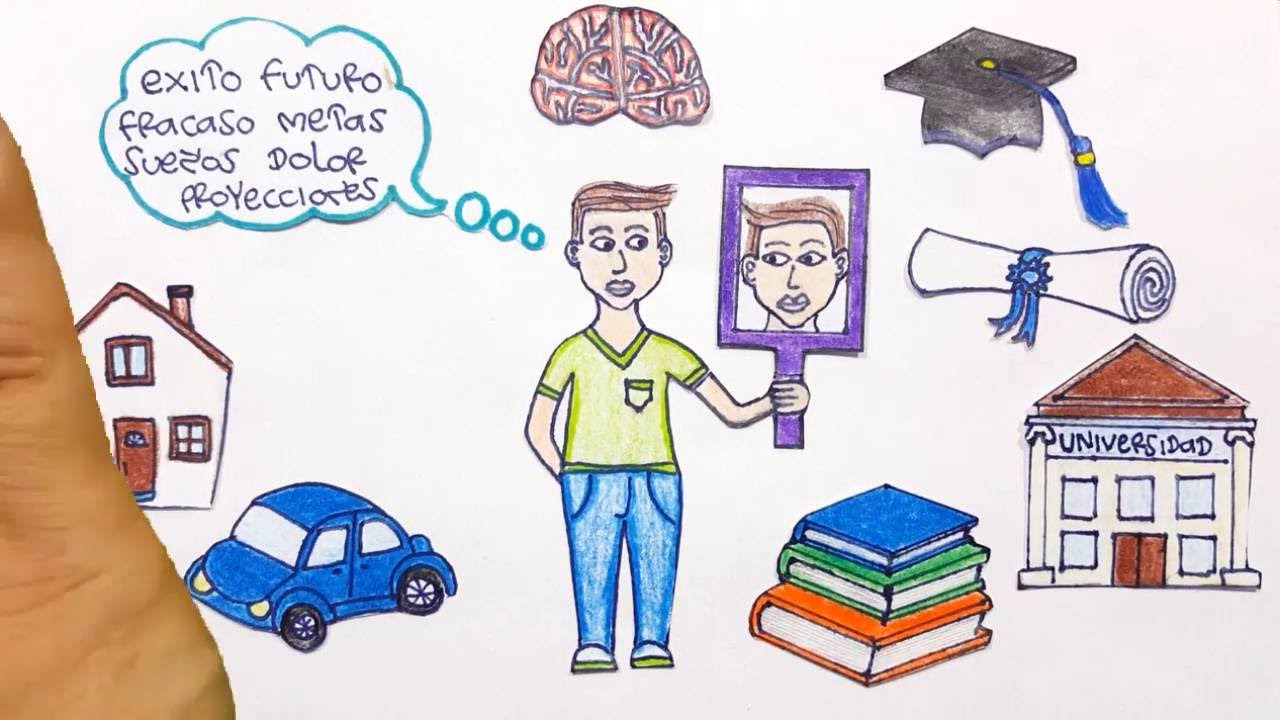 EXITO FUTURO
FRACASO METAS
SUEÑOS DOLOR
PROYECCIONES
UNIVERSIDAD